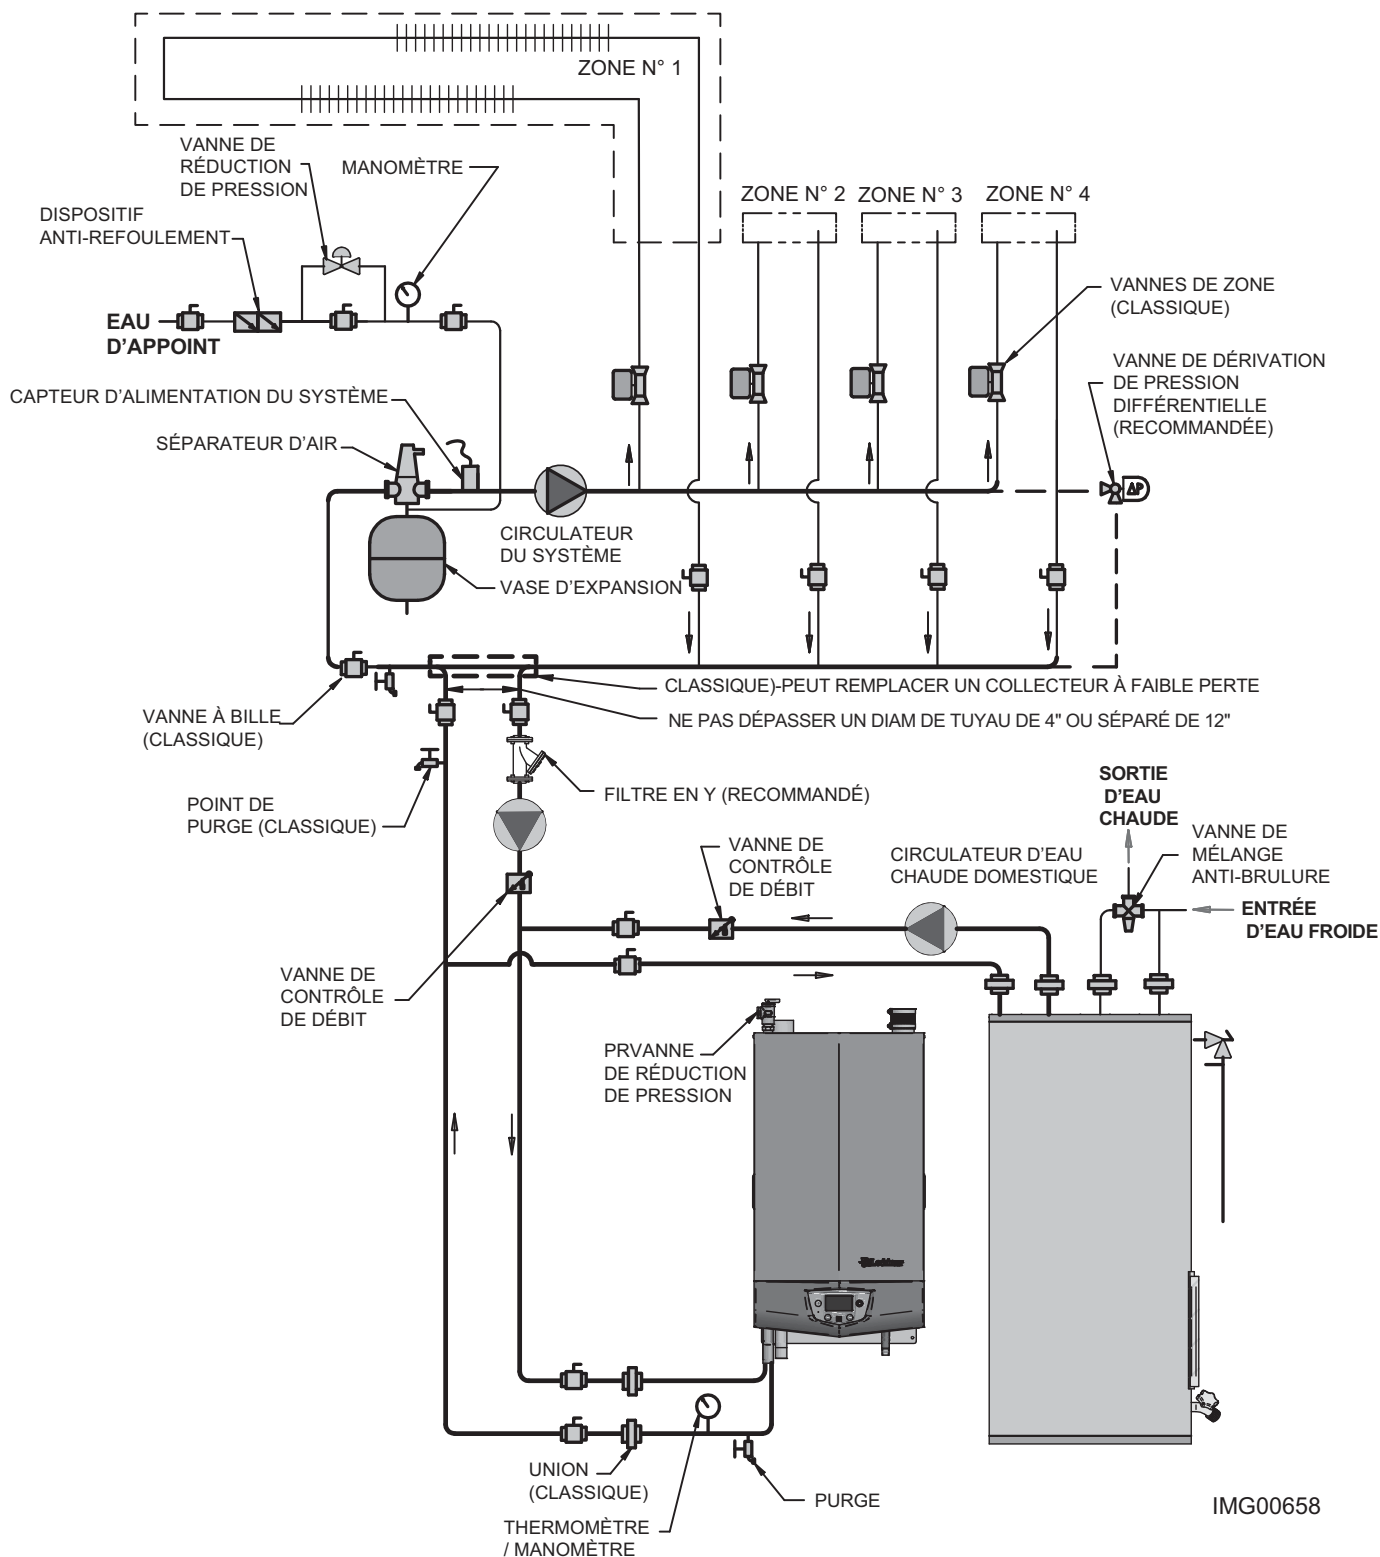 ZONE N° 1
VANNE DE
RÉDUCTION
DE PRESSION
MANOMÈTRE
DISPOSITIF
ANTI-REFOULEMENT
ZONE N° 2
ZONE N° 3
ZONE N° 4
VANNES DE ZONE
(CLASSIQUE)
EAU
D'APPOINT
VANNE DE DÉRIVATION
DE PRESSION
DIFFÉRENTIELLE
(RECOMMANDÉE)
CAPTEUR D'ALIMENTATION DU SYSTÈME
SÉPARATEUR D'AIR
ΔP
CIRCULATEUR
DU SYSTÈME
VASE D'EXPANSION
CLASSIQUE)-PEUT REMPLACER UN COLLECTEUR À FAIBLE PERTE
NE PAS DÉPASSER UN DIAM DE TUYAU DE 4" OU SÉPARÉ DE 12"
VANNE À BILLE
(CLASSIQUE)
POINT DE
PURGE (CLASSIQUE)
FILTRE EN Y (RECOMMANDÉ)
SORTIE
D'EAU
CHAUDE
VANNE DE
CONTRÔLE
DE DÉBIT
CIRCULATEUR D'EAU
CHAUDE DOMESTIQUE
VANNE DE
MÉLANGE
ANTI-BRULURE
ENTRÉE
D'EAU FROIDE
VANNE DE
CONTRÔLE
DE DÉBIT
PRVANNE
DE RÉDUCTION
DE PRESSION
UNION
(CLASSIQUE)
PURGE
THERMOMÈTRE
/ MANOMÈTRE
IMG00658